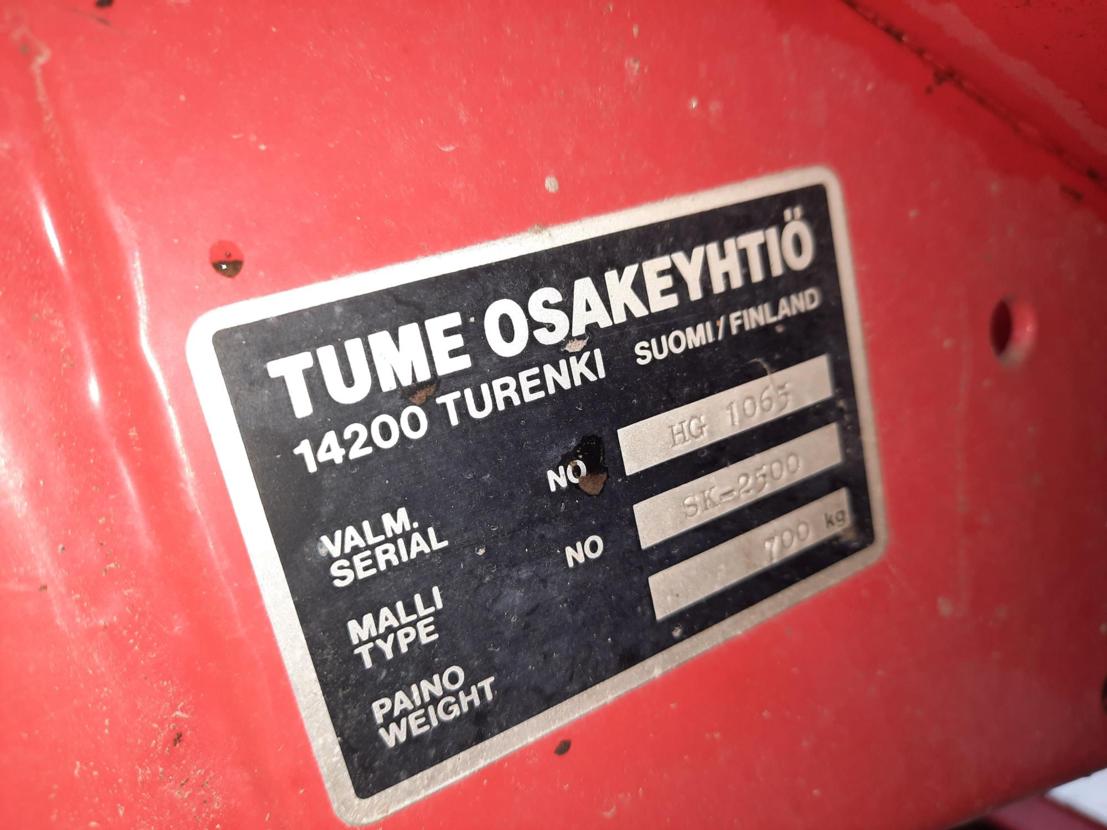 TUME OSAKEYHTIÖ
14200 TURENKI SUOMI / FINLAND
VALM. NO HG 1065
SERIAL
MALLI NO SK-2500
TYPE
PAINO 700 kg
WEIGHT